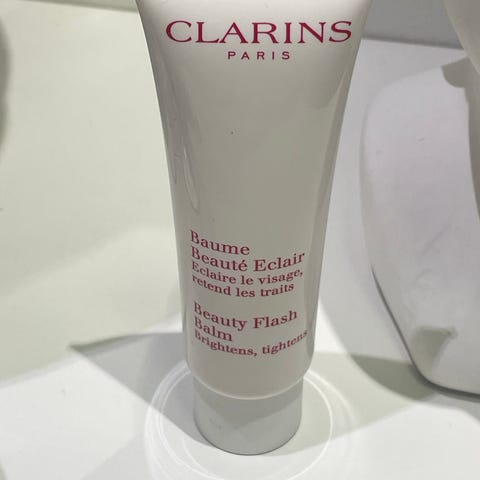 CLARINS
PARIS
Baume
Beauté Eclair
Eclaire le visage,
retend les traits
Beauty Flash
Balm
Brightens, tightens